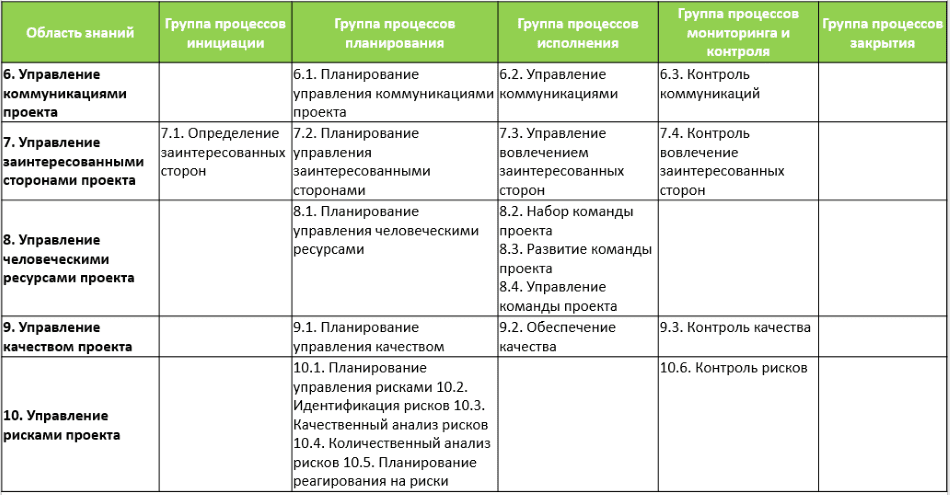 Область знаний
Группа процессов
инициации
Группа процессов
планирования
Группа процессов
исполнения
Группа процессов
мониторинга и
контроля
Группа процессов
закрытия
6. Управление
коммуникациями
проекта
6.1. Планирование
управления коммуникациями
проекта
6.2. Управление
коммуникациями
6.3. Контроль
коммуникаций
7. Управление
заинтересованными
сторонами проекта
7.1. Определение
заинтересованных
сторон
7.2. Планирование
управления
заинтересованными
сторонами
7.3. Управление
вовлечением
заинтересованных
сторон
7.4. Контроль
вовлечение
заинтересованных
сторон
8. Управление
человеческими
ресурсами проекта
8.1. Планирование
управления человеческими
ресурсами
8.2. Набор команды
проекта
8.3. Развитие команды
проекта
8.4. Управление
команды проекта
9. Управление
качеством проекта
9.1. Планирование
управления качеством
9.2. Обеспечение
качества
9.3. Контроль качества
10. Управление
рисками проекта
10.1. Планирование
управления рисками 10.2.
Идентификация рисков 10.3.
Качественный анализ рисков
10.4. Количественный анализ
рисков 10.5. Планирование
реагирования на риски
10.6. Контроль рисков